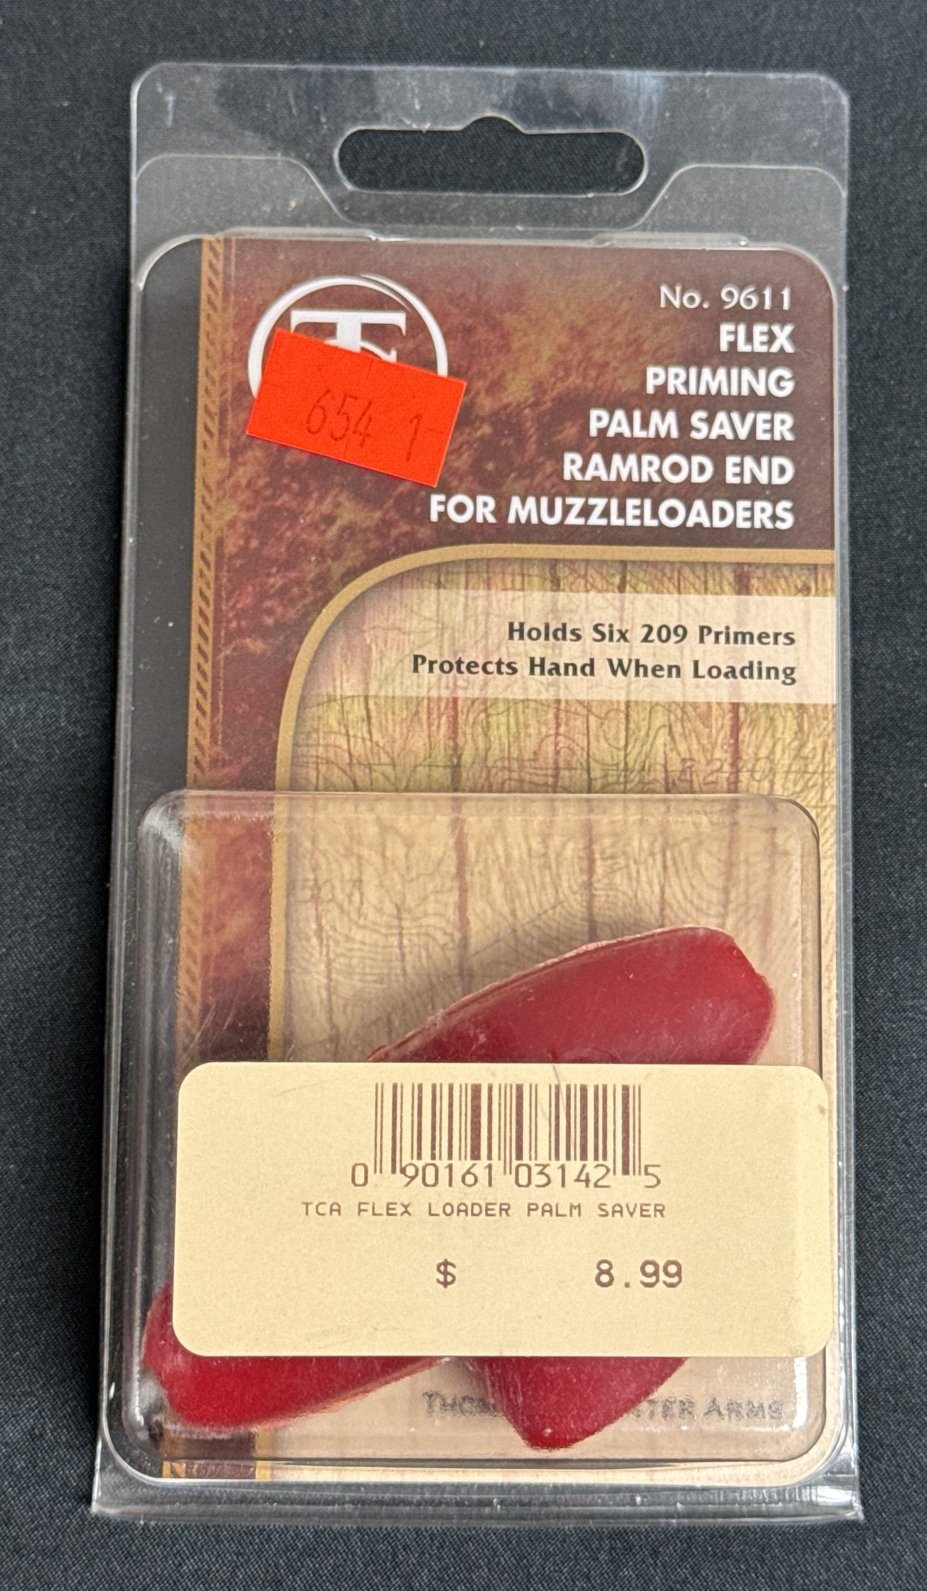 No. 9611
FLEX
PRIMING
PALM SAVER
RAMROD END
FOR MUZZLELOADERS
654 1
Holds Six 209 Primers
Protects Hand When Loading
0 90161 03142 5
TCA FLEX LOADER PALM SAVER
$ 8.99
ARMS